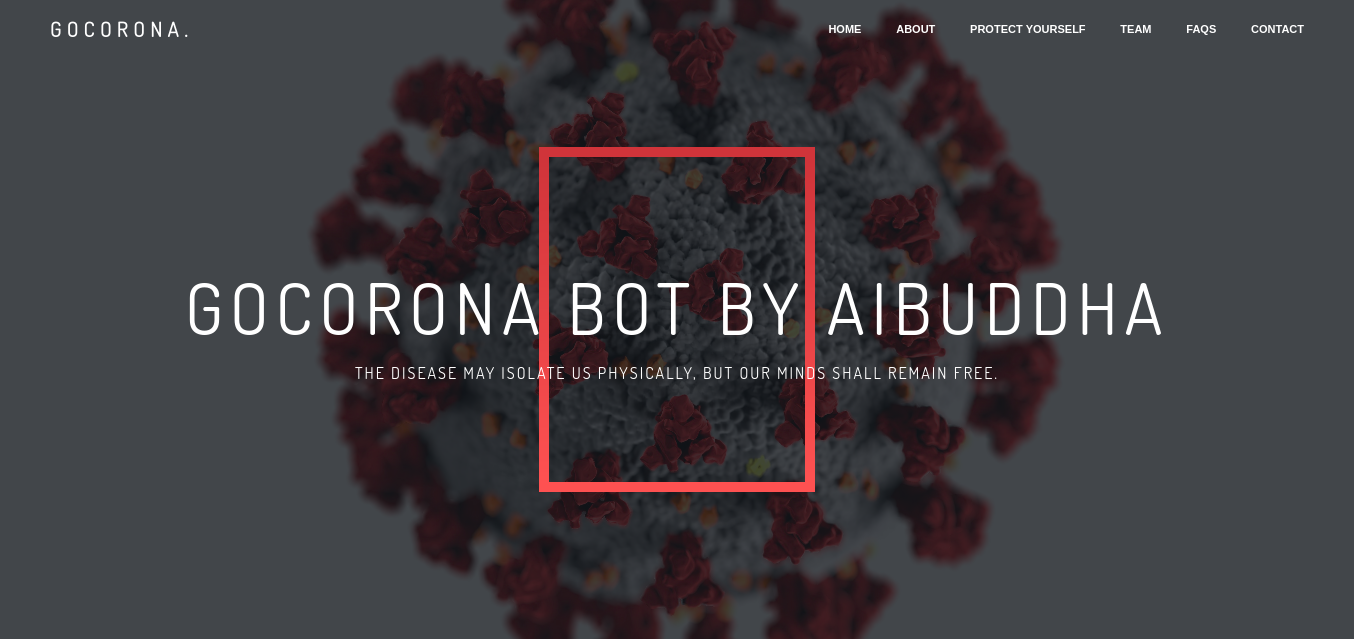 GOCORONA.
HOME ABOUT PROTECT YOURSELF TEAM FAQS CONTACT
GOCORONA BOT BY AIBUDDHA
THE DISEASE MAY ISOLATE US PHYSICALLY, BUT OUR MINDS SHALL REMAIN FREE.